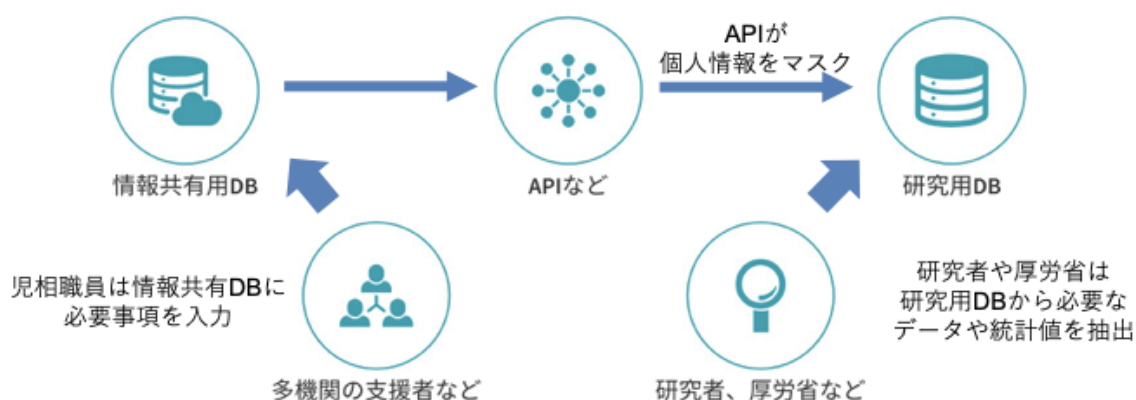 APIが
個人情報をマスク
情報共有用DB
APIなど
研究用DB
児相職員は情報共有DBに
必要事項を入力
研究者や厚労省は
研究用DBから必要な
データや統計値を抽出
多機関の支援者など
研究者、厚労省など